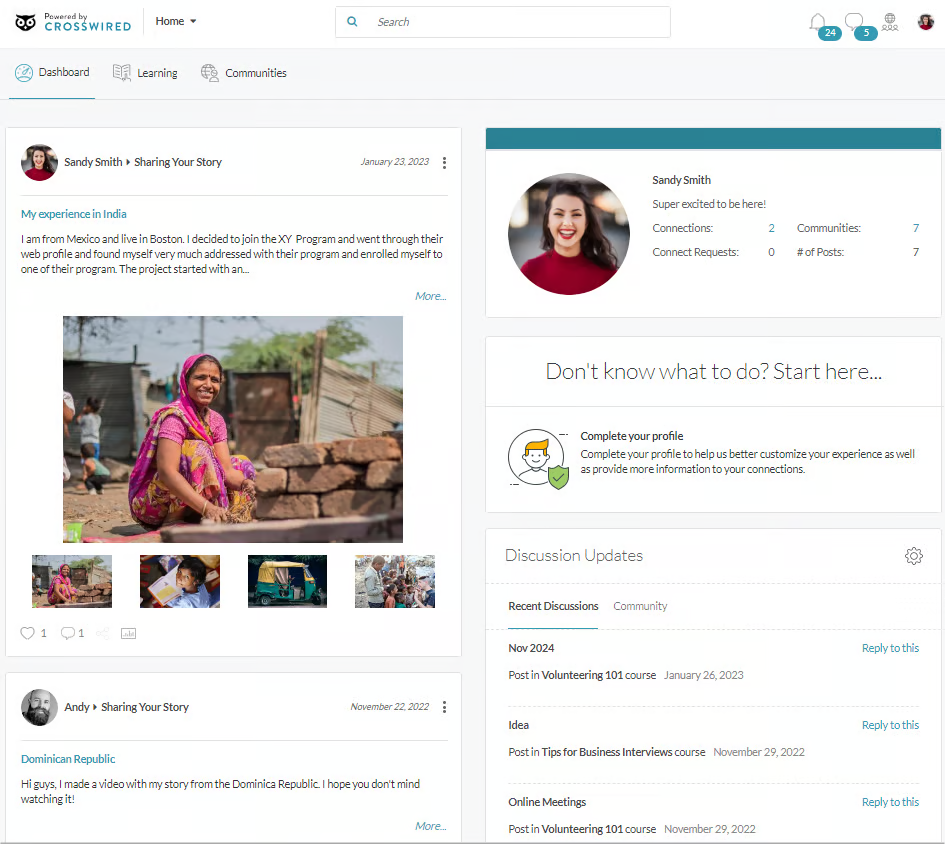 Powered by
CROSSWIRED
Home
Search
24
5
Dashboard
Learning
Communities
Sandy Smith Sharing Your Story
January 23, 2023
My experience in India
I am from Mexico and live in Boston. I decided to join the XY Program and went through their
web profile and found myself very much addressed with their program and enrolled myself to
one of their program. The project started with an...
More...
1
1
Andy Sharing Your Story
November 22, 2022
Dominican Republic
Hi guys, I made a video with my story from the Dominica Republic. I hope you don't mind
watching it!
More...
Sandy Smith
Super excited to be here!
Connections: 2 Communities: 7
Connect Requests: 0 # of Posts: 7
Don't know what to do? Start here...
Complete your profile
Complete your profile to help us better customize your experience as well
as provide more information to your connections.
Discussion Updates
Recent Discussions Community
Nov 2024 Reply to this
Post in Volunteering 101 course January 26, 2023
Idea Reply to this
Post in Tips for Business Interviews course November 29, 2022
Online Meetings Reply to this
Post in Volunteering 101 course November 29, 2022